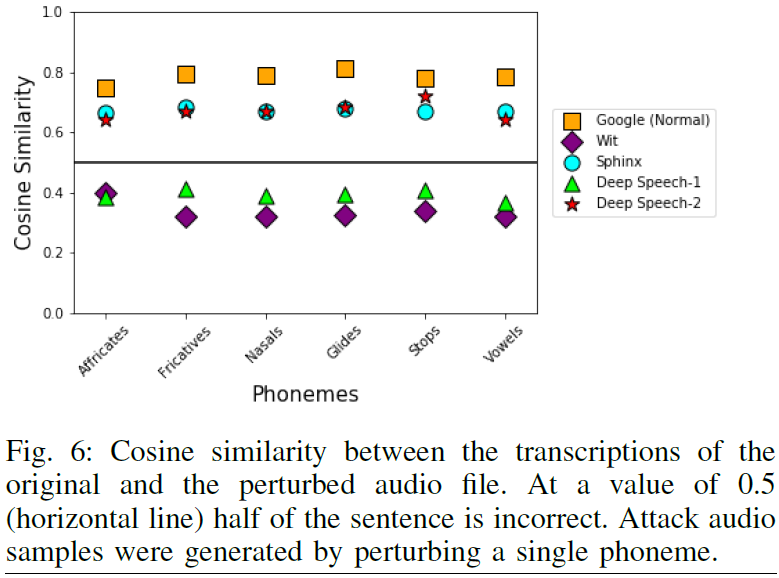 1.0
0.8
0.6
0.4
0.2
0.0
Cosine Similarity
Affricates
Fricatives
Nasals
Glides
Stops
Vowels
Phonemes
Google (Normal)
Wit
Sphinx
Deep Speech-1
Deep Speech-2
Fig. 6: Cosine similarity between the transcriptions of the
original and the perturbed audio file. At a value of 0.5
(horizontal line) half of the sentence is incorrect. Attack audio
samples were generated by perturbing a single phoneme.